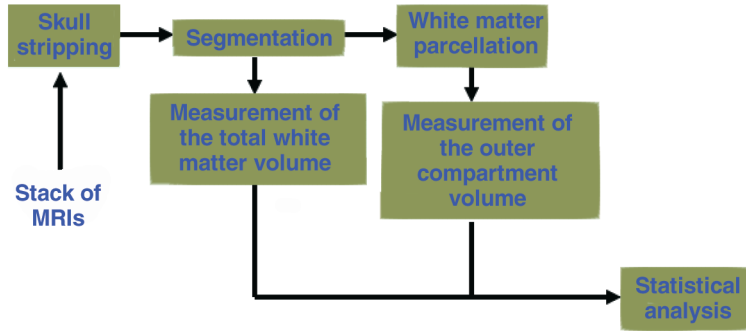 Skull
stripping
Segmentation
White matter
parcellation
Measurement of
the total white
matter volume
Measurement of
the outer
compartment
volume
Stack of
MRIs
Statistical
analysis